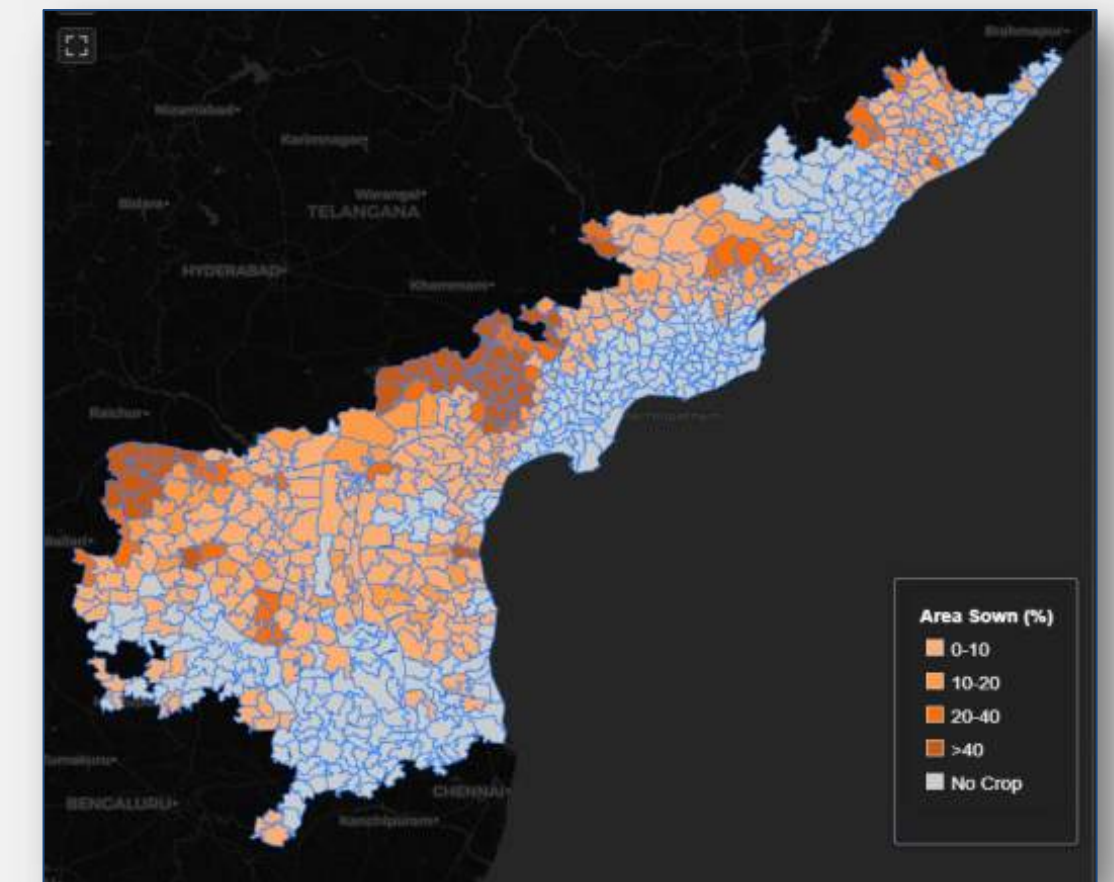 Brahmapur
Nizamabad
Karimnagar
Warangal
Bidar
TELANGANA
HYDERABAD
Khammam
Raichur
Ballari
Area Sown (%)
0-10
10-20
20-40
>40
No Crop
BENGALURU
CHENNAI
Kanchipuram